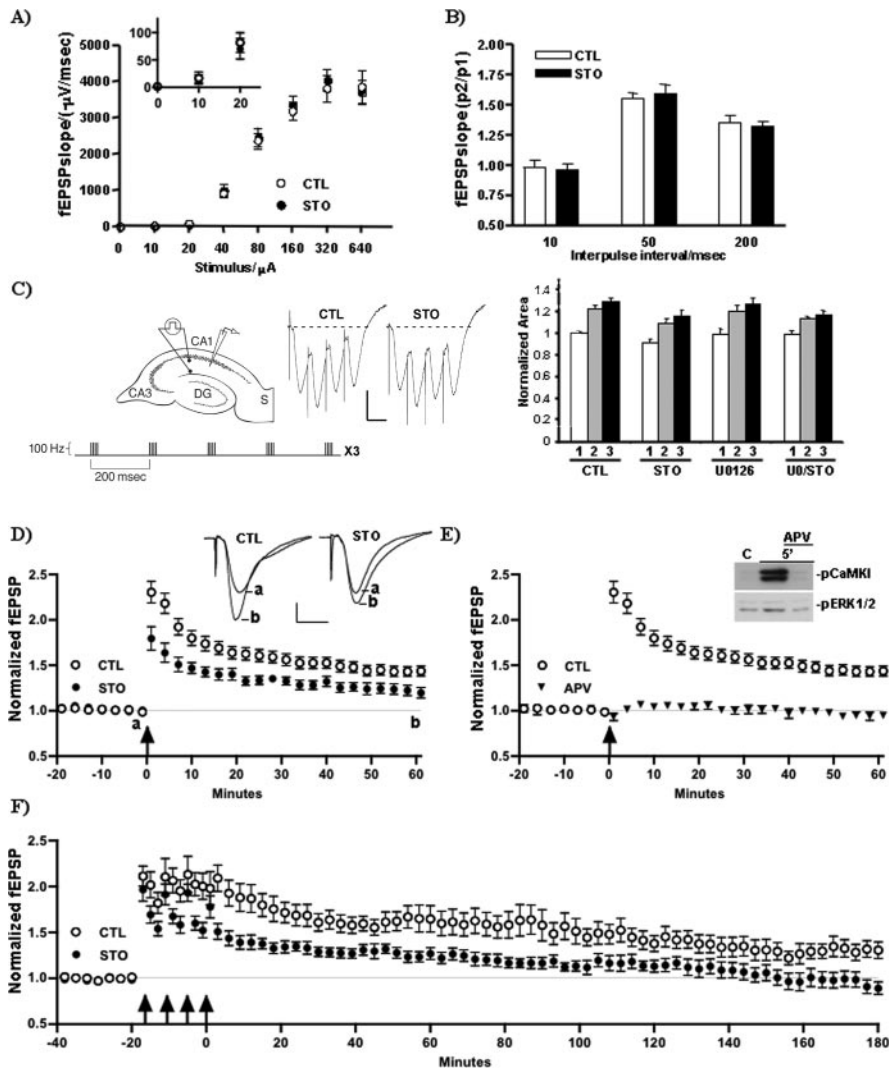 A)
fEPSPslope/(-µV/msec)
5000
4000
3000
2000
1000
0
100
50
0
0 10 20
CTL
STO
0 10 20 40 80 160 320 640
Stimulus/µA
B)
fEPSPslope(p2/p1)
2.00
1.75
1.50
1.25
1.00
0.75
0.50
CTL
STO
10 50 200
Interpulse interval/msec
C)
CA1
CA3
DG
S
CTL
STO
100 Hz
X3
200 msec
Normalized Area
1.4
1.2
1
0.8
0.6
0.4
0.2
0
1 2 3 1 2 3 1 2 3 1 2 3
CTL STO U0126 U0/STO
D)
Normalized fEPSP
2.5
2.0
1.5
1.0
0.5
CTL
STO
a
b
CTL
STO
a
b
a
b
-20 -10 0 10 20 30 40 50 60
Minutes
E)
Normalized fEPSP
2.5
2.0
1.5
1.0
0.5
CTL
APV
APV
C 5'
-pCaMKI
-pERK1/2
-20 -10 0 10 20 30 40 50 60
Minutes
F)
Normalized fEPSP
2.5
2.0
1.5
1.0
0.5
CTL
STO
-40 -20 0 20 40 60 80 100 120 140 160 180
Minutes